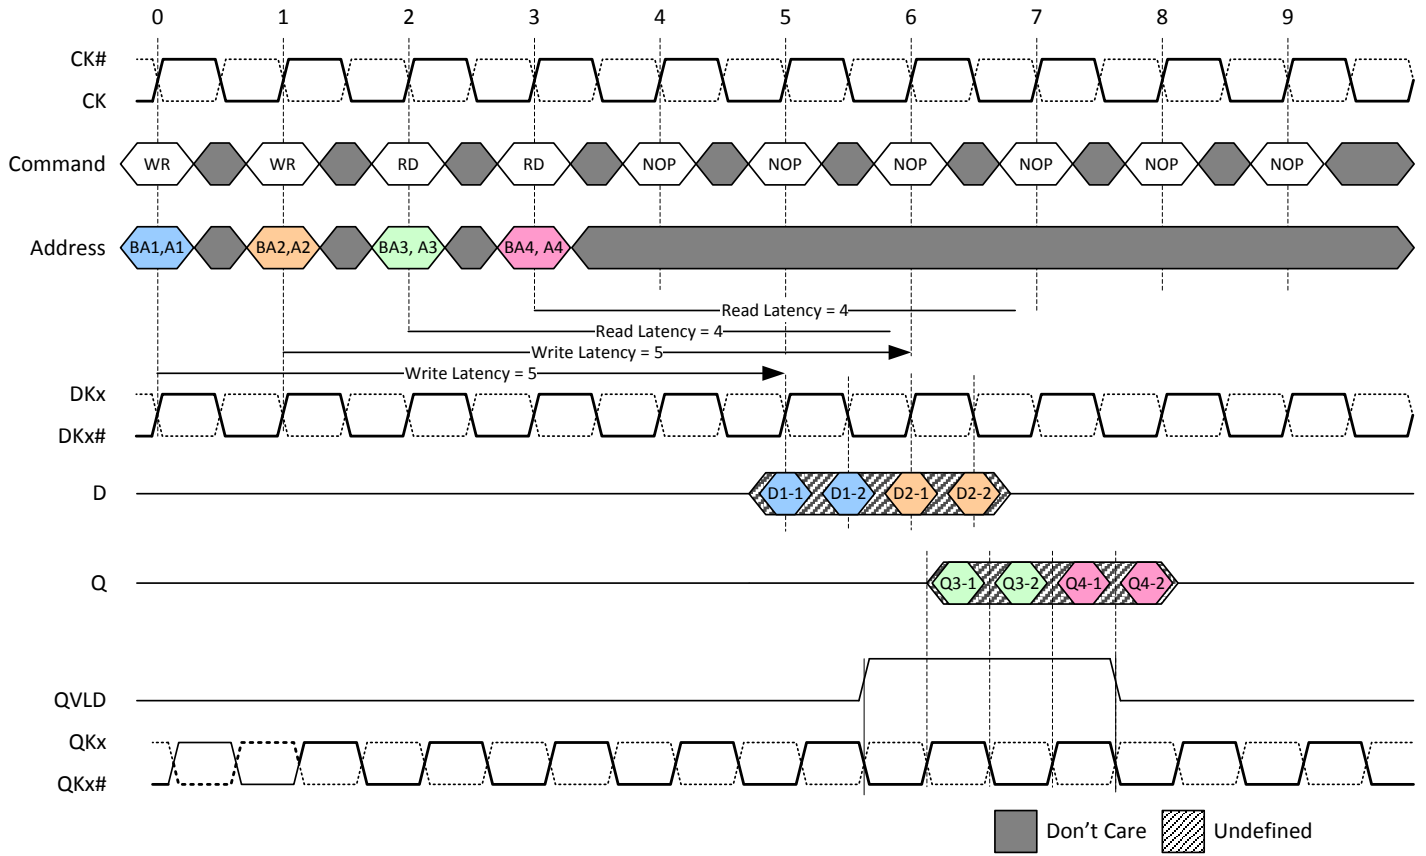 0 1 2 3 4 5 6 7 8 9
CK#
CK
Command WR WR RD RD NOP NOP NOP NOP NOP NOP
Address BA1,A1 BA2,A2 BA3, A3 BA4, A4
Read Latency = 4
Read Latency = 4
Write Latency = 5
Write Latency = 5
DKx
DKx#
D D1-1 D1-2 D2-1 D2-2
Q Q3-1 Q3-2 Q4-1 Q4-2
QVLD
QKx
QKx#
Don't Care Undefined